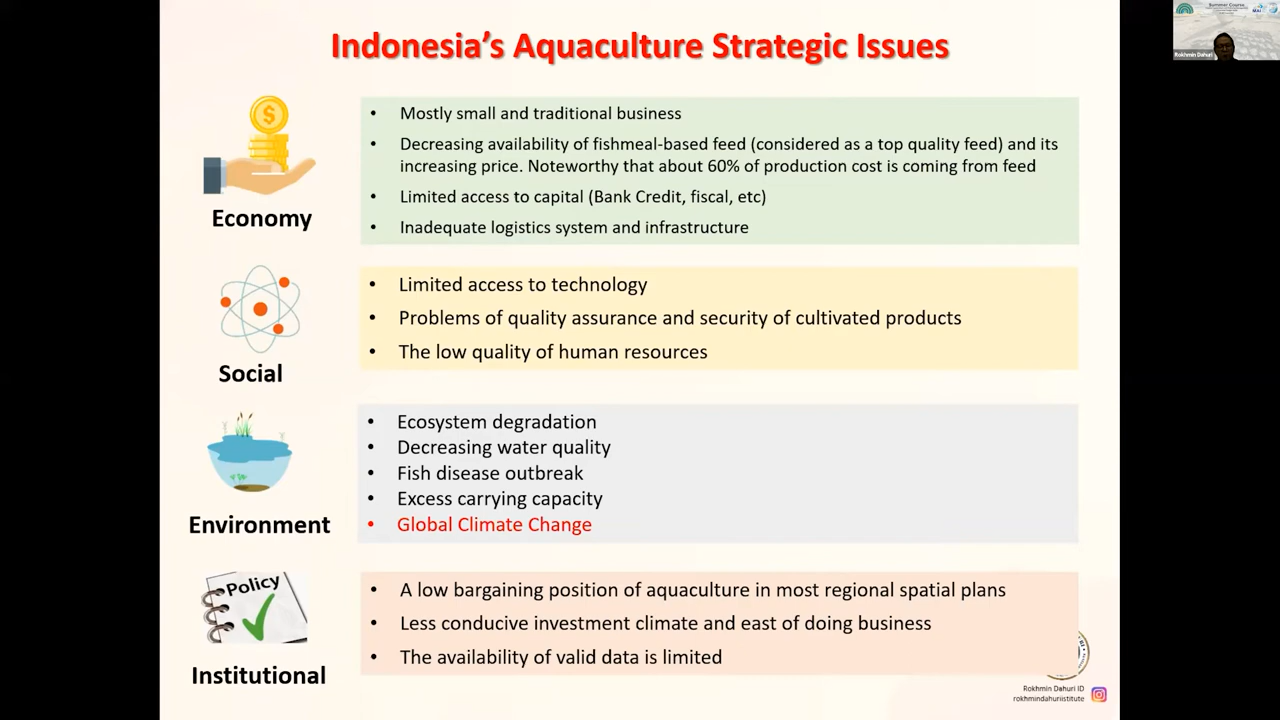 Indonesia's Aquaculture Strategic Issues
Summer Course
MAI
Rokhmin Dahuri
$
Economy
• Mostly small and traditional business
• Decreasing availability of fishmeal-based feed (considered as a top quality feed) and its
increasing price. Noteworthy that about 60% of production cost is coming from feed
• Limited access to capital (Bank Credit, fiscal, etc)
• Inadequate logistics system and infrastructure
Social
• Limited access to technology
• Problems of quality assurance and security of cultivated products
• The low quality of human resources
Environment
• Ecosystem degradation
• Decreasing water quality
• Fish disease outbreak
• Excess carrying capacity
• Global Climate Change
Policy
Institutional
• A low bargaining position of aquaculture in most regional spatial plans
• Less conducive investment climate and east of doing business
• The availability of valid data is limited
Rokhmin Dahuri ID
rokhmindahuriistitute